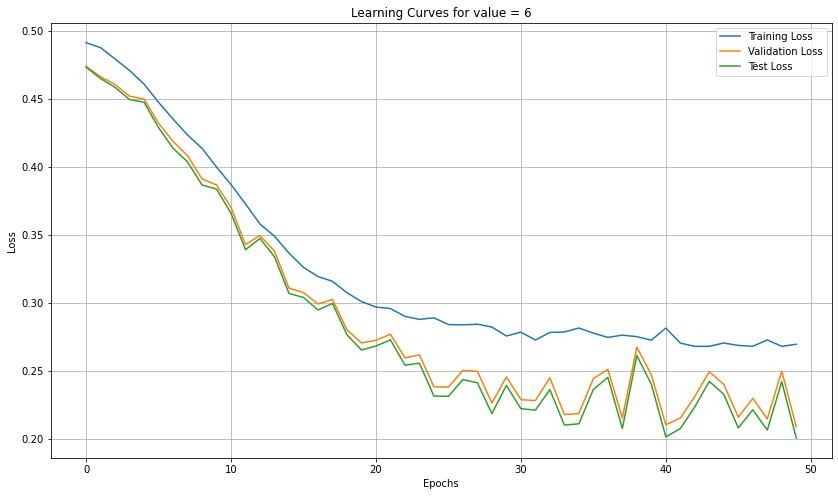 Learning Curves for value = 6
Training Loss
Validation Loss
Test Loss
0.50
0.45
0.40
0.35
0.30
0.25
0.20
Loss
0
10
20
30
40
50
Epochs